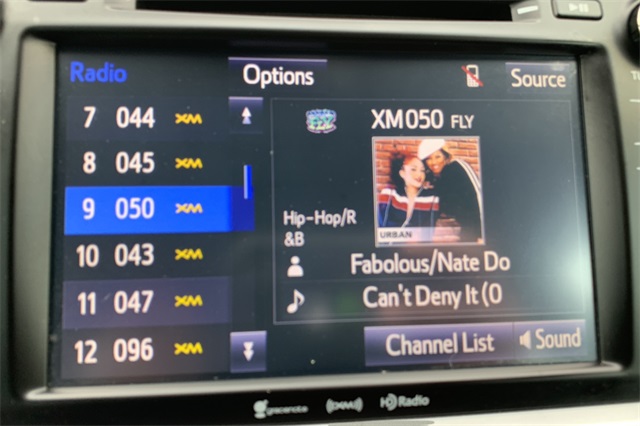 Radio
Options
Source
7 044 XM
8 045 XM
9 050 XM
10 043 XM
11 047 XM
12 096 XM
XM050 FLY
URBAN
Hip-Hop/R
&B
Fabolous/Nate Do
Can't Deny It (0
Channel List
Sound
gracenote
((XM))
HD Radio